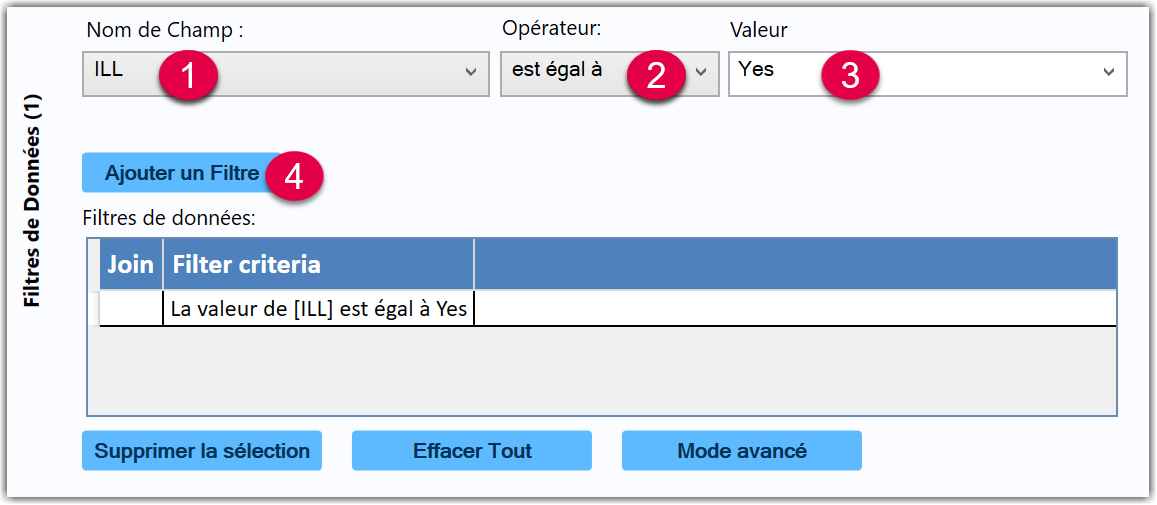 Nom de Champ : Opérateur: Valeur
ILL 1 est égal à 2 Yes 3
Filtres de Données (1)
Ajouter un Filtre 4
Filtres de données:
Join Filter criteria
La valeur de [ILL] est égal à Yes
Supprimer la sélection Effacer Tout Mode avancé